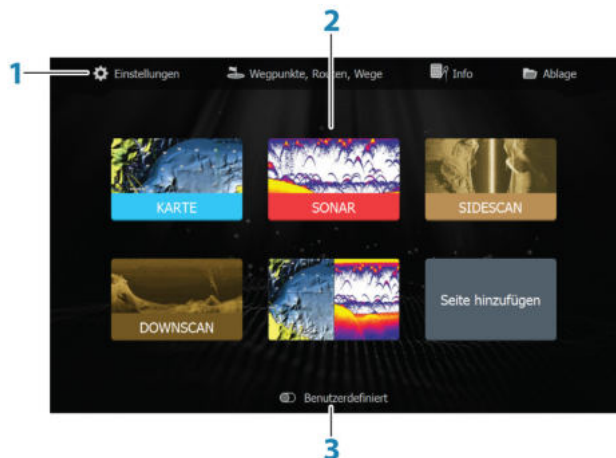 2
1
Einstellungen
Wegpunkte, Routen, Wege
Info
Ablage
KARTE
SONAR
SIDESCAN
DOWNSCAN
Seite hinzufügen
Benutzerdefiniert
3